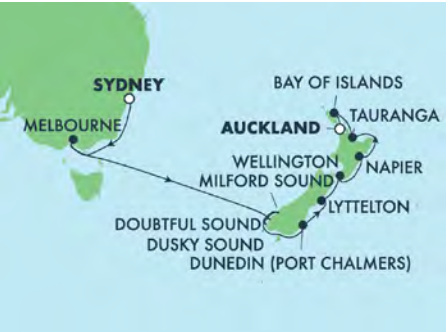 SYDNEY
MELBOURNE
BAY OF ISLANDS
TAURANGA
AUCKLAND
NAPIER
WELLINGTON
MILFORD SOUND
LYTTELTON
DOUBTFUL SOUND
DUSKY SOUND
DUNEDIN (PORT CHALMERS)